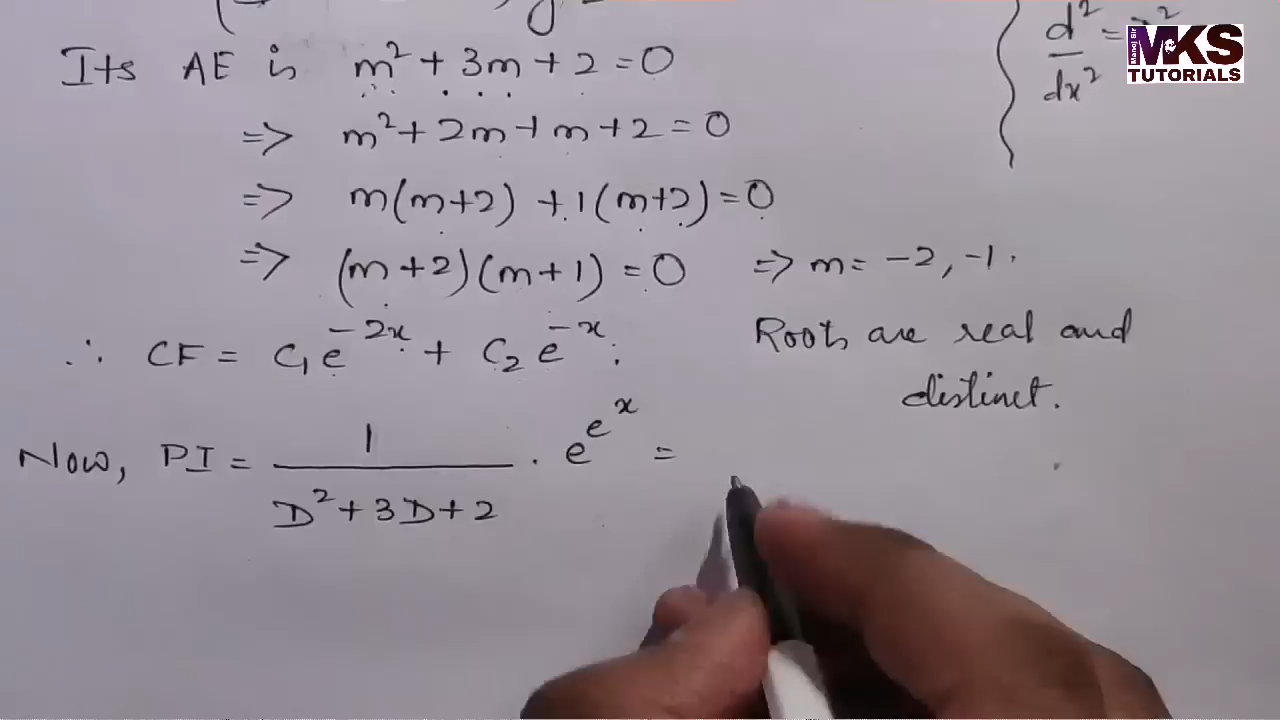 Its AE is m² + 3m + 2 = 0
=> m² + 2m + m + 2 = 0
=> m(m+2) + 1(m+2) = 0
=> (m+2)(m+1) = 0 => m = -2, -1.
∴ CF = C₁e^{-2x} + C₂e^{-x}.
Roots are real and
distinct.
Now, PI = 1/(D² + 3D + 2) . e^{e^x} =
d²/dx² =
Manoj Sir
MKS
TUTORIALS